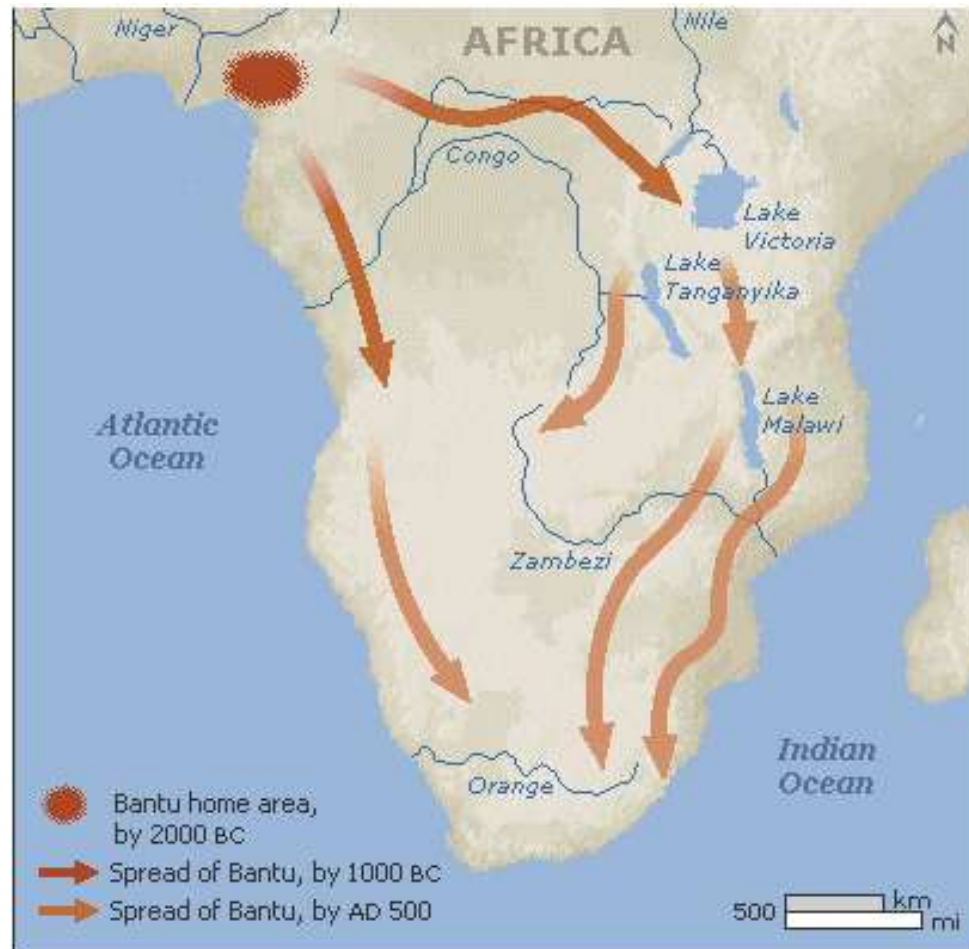 Niger
Nile
AFRICA
N
Congo
Lake
Victoria
Lake
Tanganyika
Lake
Malawi
Atlantic
Ocean
Zambezi
Indian
Ocean
Orange
Bantu home area,
by 2000 BC
Spread of Bantu, by 1000 BC
Spread of Bantu, by AD 500
500 km
mi